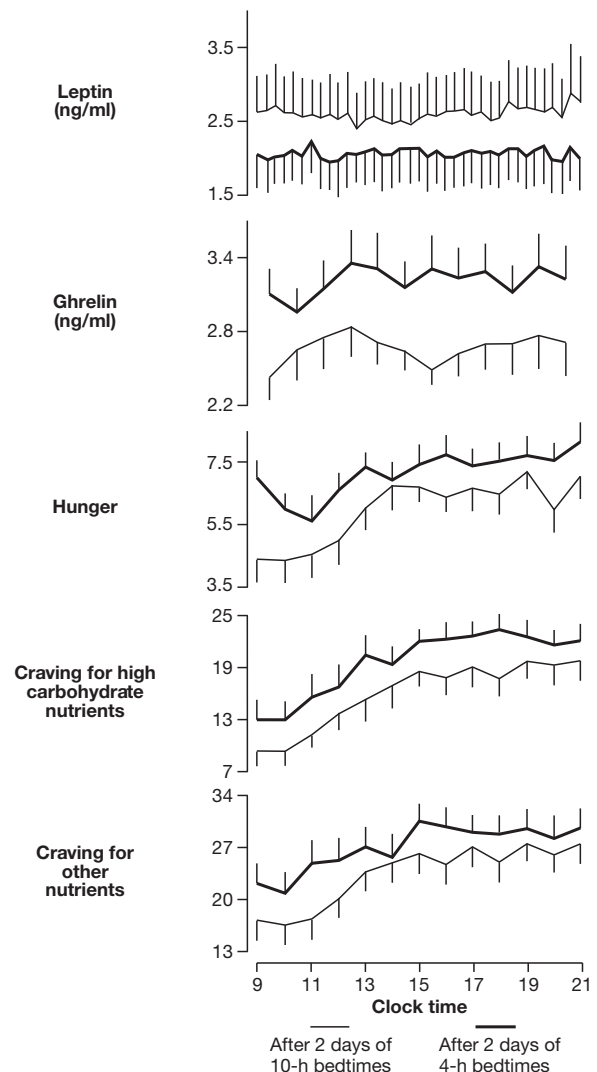 3.5
Leptin
(ng/ml)
2.5
1.5
3.4
Ghrelin
(ng/ml)
2.8
2.2
7.5
Hunger
5.5
3.5
25
Craving for high
carbohydrate
nutrients
19
13
7
34
Craving for
other
nutrients
27
20
13
9 11 13 15 17 19 21
Clock time
After 2 days of
10-h bedtimes
After 2 days of
4-h bedtimes